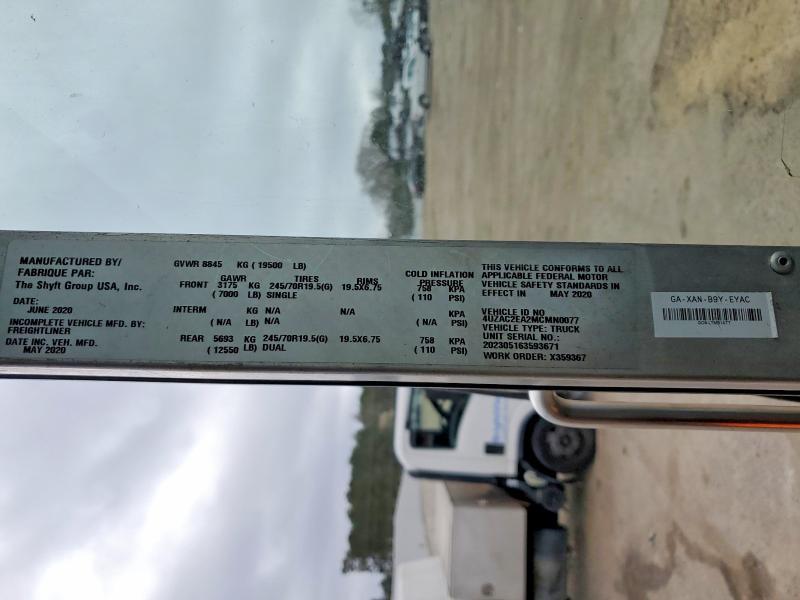 MANUFACTURED BY/
FABRIQUE PAR:
The Shyft Group USA, Inc.
DATE:
JUNE 2020
INCOMPLETE VEHICLE MFD. BY:
FREIGHTLINER
DATE INC. VEH. MFD.
MAY 2020
GVWR 8845 KG ( 19500 LB)
GAWR TIRES RIMS COLD INFLATION PRESSURE
FRONT 3175 KG 245/70R19.5(G) 19.5X6.75 758 KPA
( 7000 LB) SINGLE ( 110 PSI)
INTERM KG N/A N/A KPA
( N/A LB) N/A ( N/A PSI)
REAR 5693 KG 245/70R19.5(G) 19.5X6.75 758 KPA
( 12550 LB) DUAL ( 110 PSI)
THIS VEHICLE CONFORMS TO ALL
APPLICABLE FEDERAL MOTOR
VEHICLE SAFETY STANDARDS IN
EFFECT IN MAY 2020
VEHICLE ID NO
4UZAC2EA2MCMN0077
VEHICLE TYPE: TRUCK
UNIT SERIAL NO.:
202305163593671
WORK ORDER: X359367
GA-XAN-B9Y-EYAC